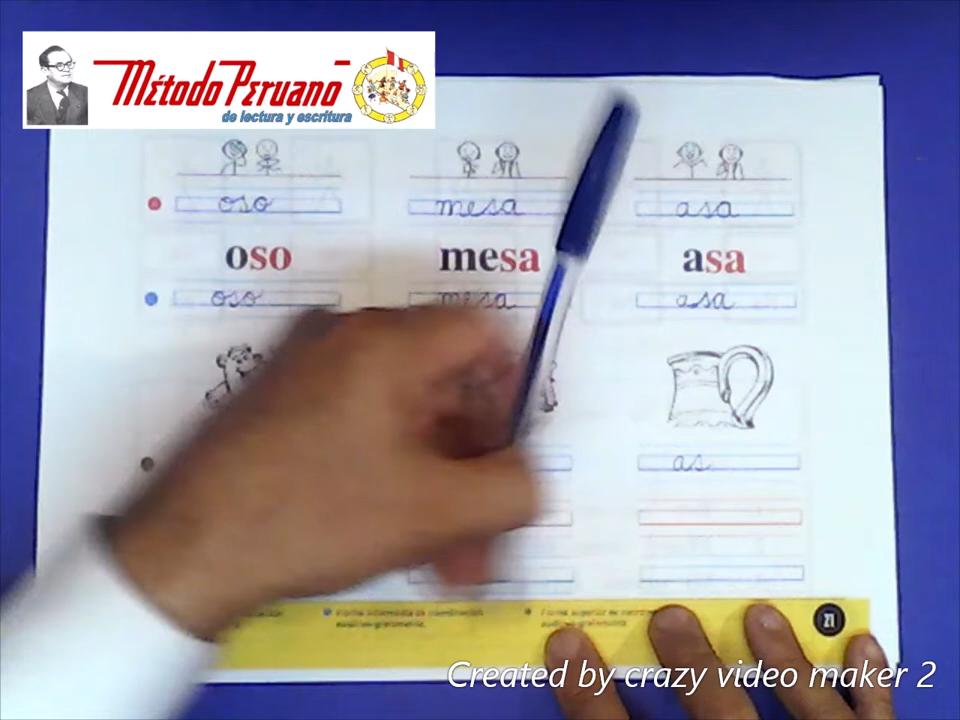 Método Peruano
de lectura y escritura
oso mesa asa
oso mesa asa
oso mesa asa
as
21
Created by crazy video maker 2